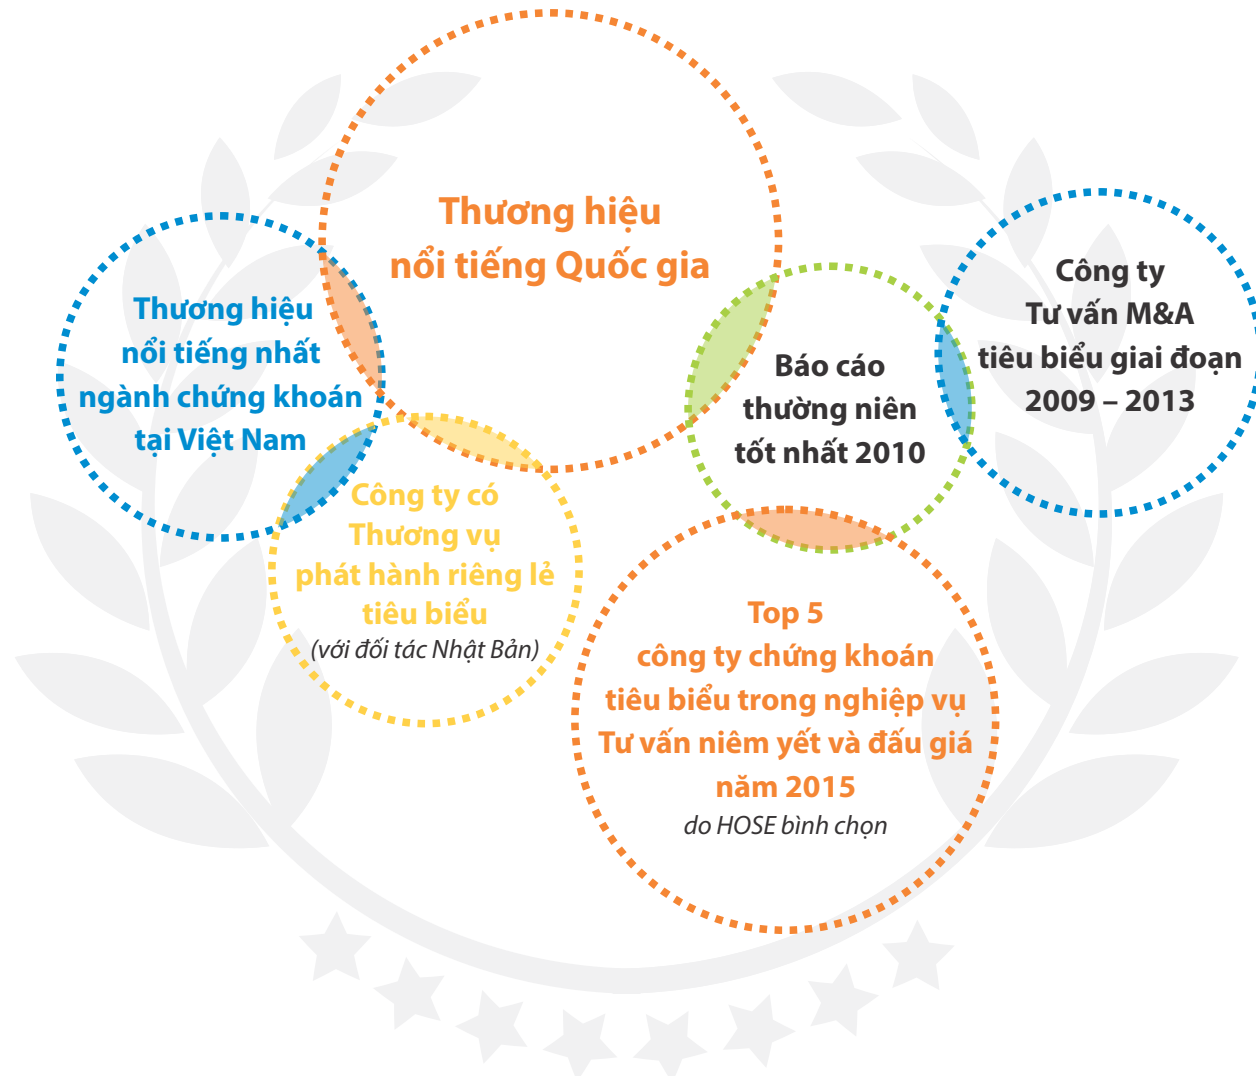 Thương hiệu
nổi tiếng Quốc gia
Thương hiệu
nổi tiếng nhất
ngành chứng khoán
tại Việt Nam
Công ty có
Thương vụ
phát hành riêng lẻ
tiêu biểu
(với đối tác Nhật Bản)
Báo cáo
thường niên
tốt nhất 2010
Công ty
Tư vấn M&A
tiêu biểu giai đoạn
2009 – 2013
Top 5
công ty chứng khoán
tiêu biểu trong nghiệp vụ
Tư vấn niêm yết và đấu giá
năm 2015
do HOSE bình chọn